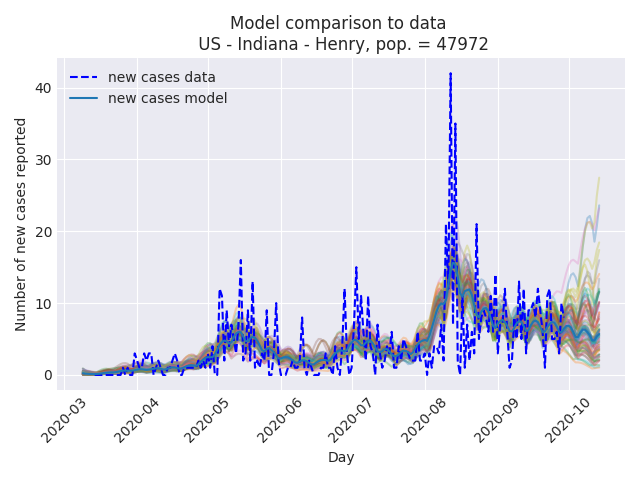 Model comparison to data
US - Indiana - Henry, pop. = 47972
new cases data
new cases model
Number of new cases reported
40
30
20
10
0
2020-03
2020-04
2020-05
2020-06
2020-07
2020-08
2020-09
2020-10
Day